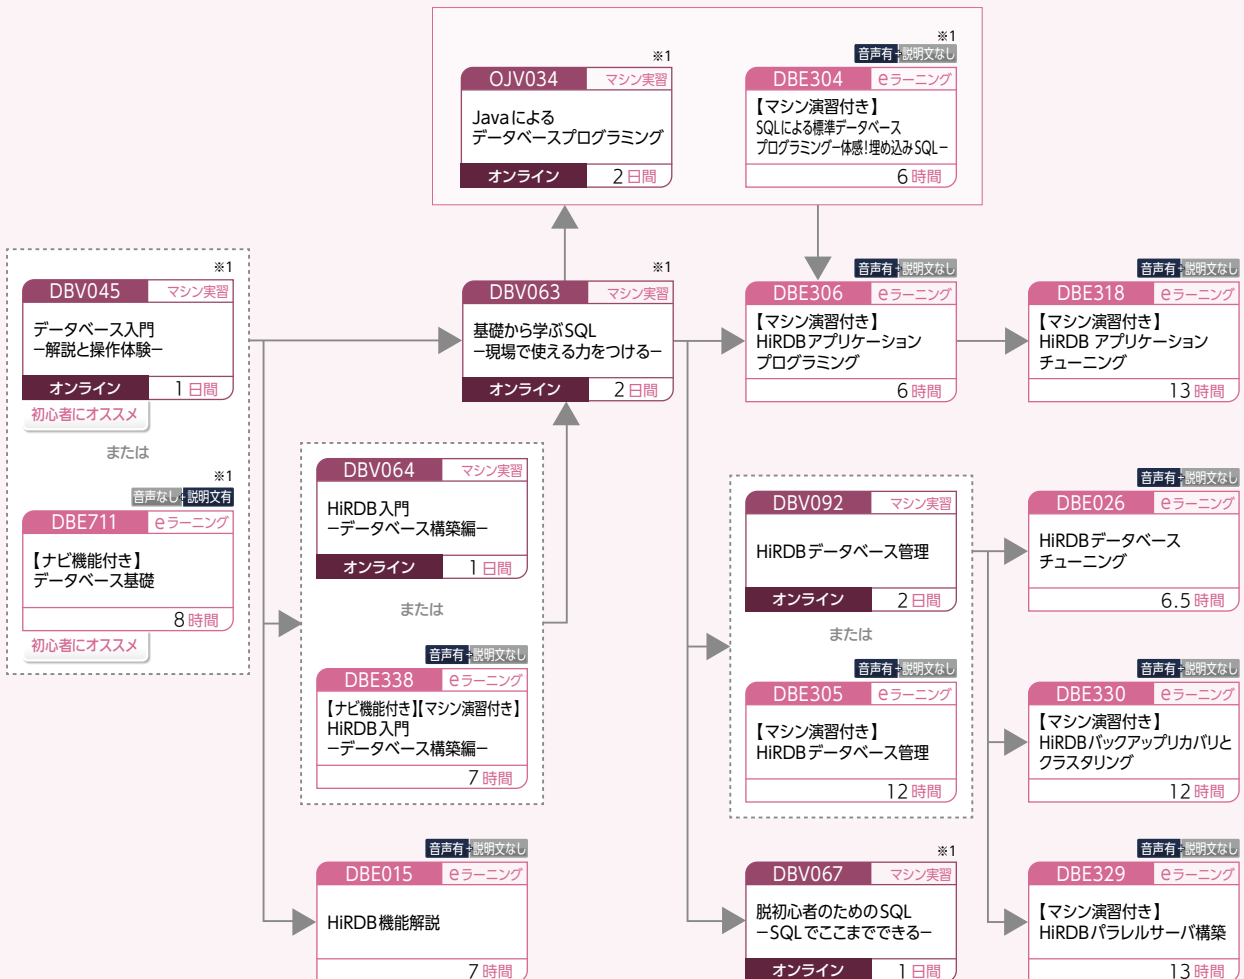 ※1
OJV034 マシン実習
Javaによる
データベースプログラミング
オンライン 2日間
※1
音声有+説明文なし
DBE304 eラーニング
【マシン演習付き】
SQLによる標準データベース
プログラミングー体感!埋め込みSQLー
6時間
※1
DBV045 マシン実習
データベース入門
ー解説と操作体験ー
オンライン 1日間
初心者にオススメ
または
※1
音声なし+説明文有
DBE711 eラーニング
【ナビ機能付き】
データベース基礎
8時間
初心者にオススメ
※1
DBV063 マシン実習
基礎から学ぶSQL
ー現場で使える力をつけるー
オンライン 2日間
音声有+説明文なし
DBE306 eラーニング
【マシン演習付き】
HiRDBアプリケーション
プログラミング
6時間
音声有+説明文なし
DBE318 eラーニング
【マシン演習付き】
HiRDB アプリケーション
チューニング
13時間
DBV064 マシン実習
HiRDB入門
ーデータベース構築編ー
オンライン 1日間
または
音声有+説明文なし
DBE338 eラーニング
【ナビ機能付き】【マシン演習付き】
HiRDB入門
ーデータベース構築編ー
7時間
DBV092 マシン実習
HiRDBデータベース管理
オンライン 2日間
または
音声有+説明文なし
DBE305 eラーニング
【マシン演習付き】
HiRDBデータベース管理
12時間
音声有+説明文なし
DBE026 eラーニング
HiRDBデータベース
チューニング
6.5時間
音声有+説明文なし
DBE330 eラーニング
【マシン演習付き】
HiRDBバックアップリカバリと
クラスタリング
12時間
音声有+説明文なし
DBE015 eラーニング
HiRDB機能解説
7時間
※1
DBV067 マシン実習
脱初心者のためのSQL
ーSQLでここまでできるー
オンライン 1日間
音声有+説明文なし
DBE329 eラーニング
【マシン演習付き】
HiRDBパラレルサーバ構築
13時間